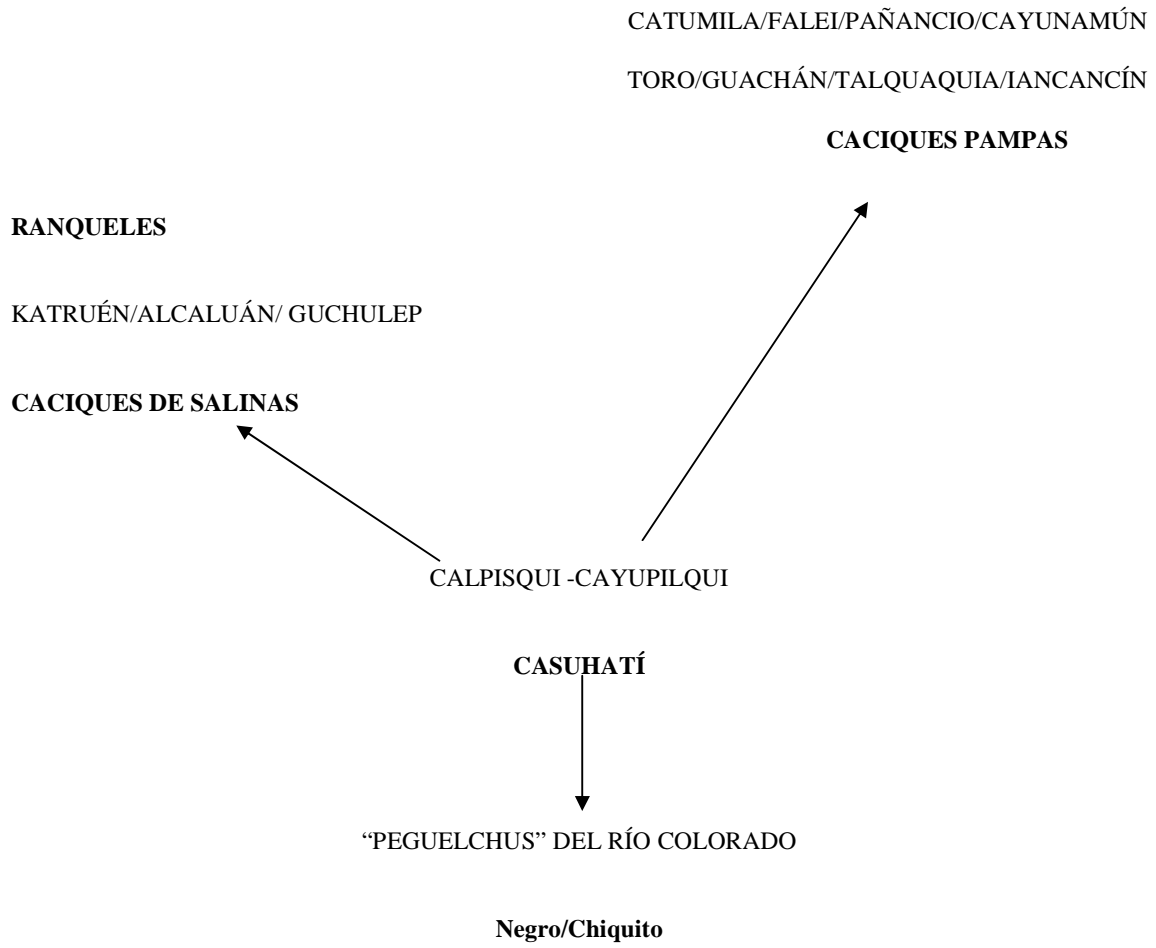 CATUMILA/FALEI/PAÑANCIO/CAYUNAMÚN
TORO/GUACHÁN/TALQUAQUIA/IANCANCÍN
CACIQUES PAMPAS
RANQUELES
KATRUÉN/ALCALUÁN/ GUCHULEP
CACIQUES DE SALINAS
CALPISQUI -CAYUPILQUI
CASUHATÍ
“PEGUELCHUS” DEL RÍO COLORADO
Negro/Chiquito